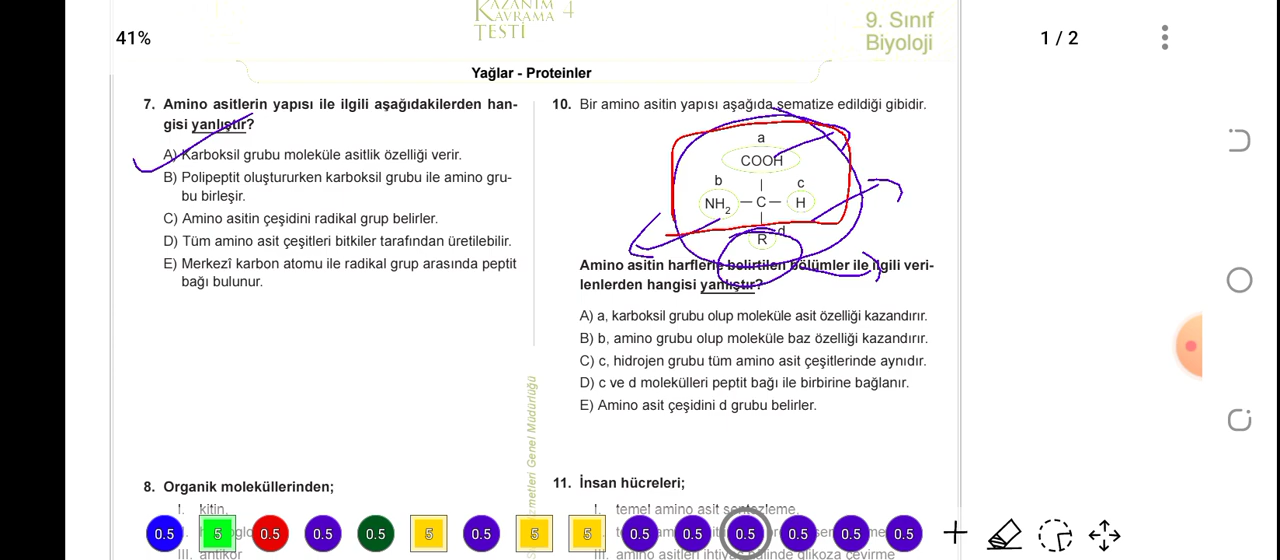 41%
KAZANIM
KAVRAMA
TESTİ
4
9. Sınıf
Biyoloji
1 / 2
Yağlar - Proteinler
7. Amino asitlerin yapısı ile ilgili aşağıdakilerden han-
gisi yanlıştır?
A) Karboksil grubu moleküle asitlik özelliği verir.
B) Polipeptit oluştururken karboksil grubu ile amino gru-
bu birleşir.
C) Amino asitin çeşidini radikal grup belirler.
D) Tüm amino asit çeşitleri bitkiler tarafından üretilebilir.
E) Merkezî karbon atomu ile radikal grup arasında peptit
bağı bulunur.
8. Organik moleküllerinden;
I. kitin,
III. antikor
10. Bir amino asitin yapısı aşağıda şematize edildiği gibidir.
a
COOH
b
c
NH2 – C – H
d
R
Amino asitin harflerle belirtilen bölümler ile ilgili veri-
lenlerden hangisi yanlıştır?
A) a, karboksil grubu olup moleküle asit özelliği kazandırır.
B) b, amino grubu olup moleküle baz özelliği kazandırır.
C) c, hidrojen grubu tüm amino asit çeşitlerinde aynıdır.
D) c ve d molekülleri peptit bağı ile birbirine bağlanır.
E) Amino asit çeşidini d grubu belirler.
11. İnsan hücreleri;
I. temel amino asit sentezleme,
III. amino asitleri ihtiyaç halinde glikoza çevirme
metleri Genel Müdürlüğü
0.5 5 0.5 0.5 0.5 5 0.5 5 5 0.5 0.5 0.5 0.5 0.5 0.5